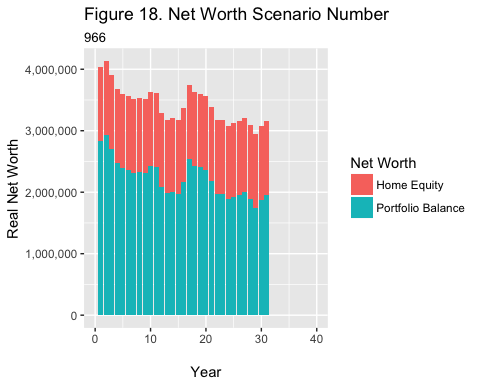 Figure 18. Net Worth Scenario Number
966
4,000,000
3,000,000
2,000,000
1,000,000
0
Real Net Worth
0 10 20 30 40
Year
Net Worth
Home Equity
Portfolio Balance